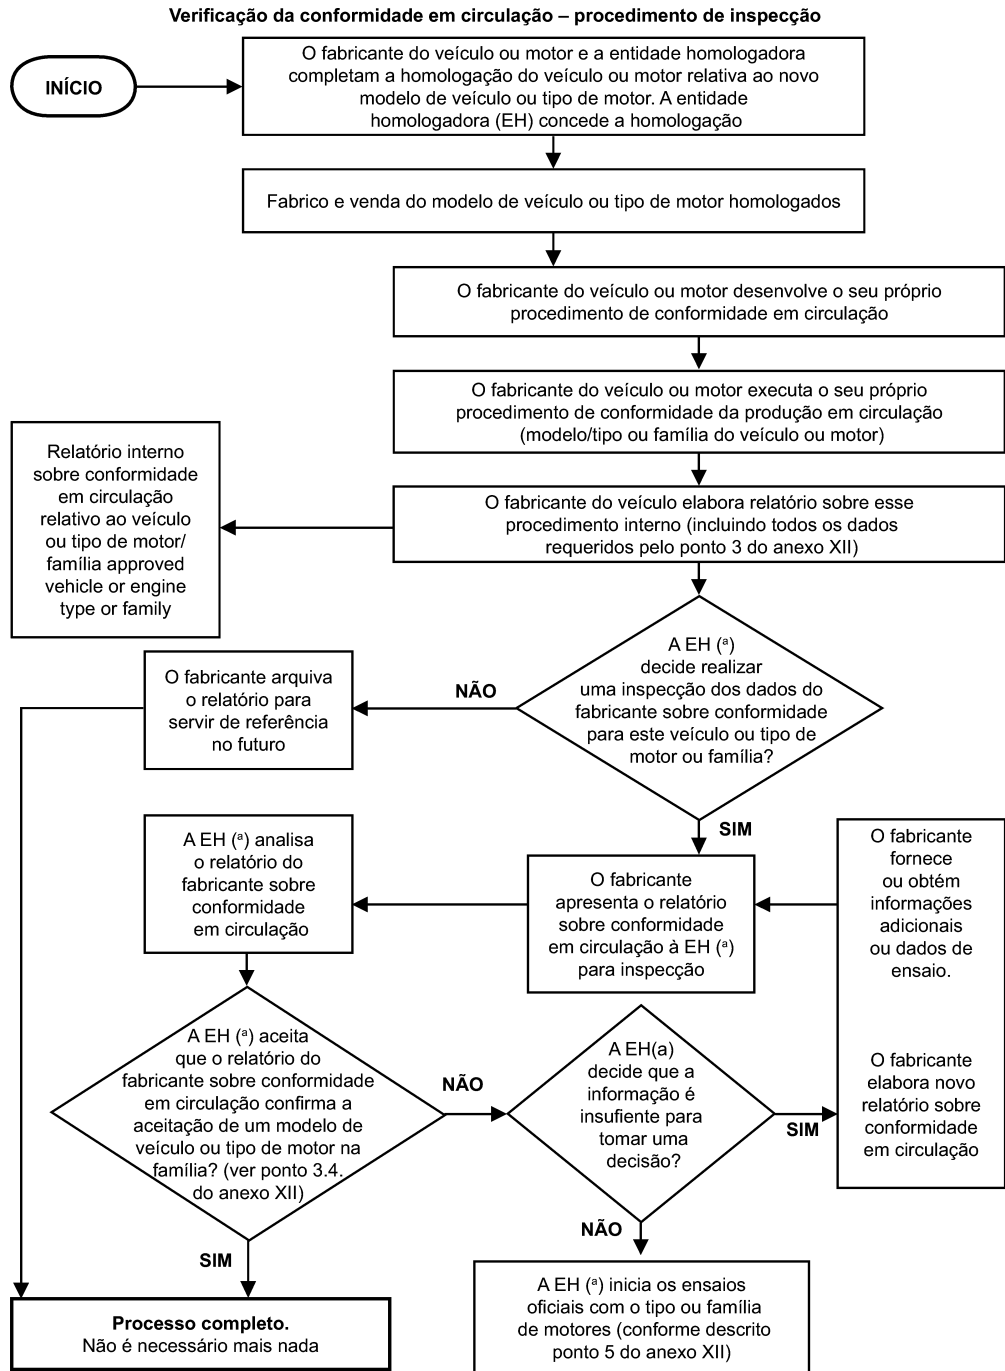 Verificação da conformidade em circulação – procedimento de inspecção
INÍCIO
O fabricante do veículo ou motor e a entidade homologadora
completam a homologação do veículo ou motor relativa ao novo
modelo de veículo ou tipo de motor. A entidade
homologadora (EH) concede a homologação
Fabrico e venda do modelo de veículo ou tipo de motor homologados
O fabricante do veículo ou motor desenvolve o seu próprio
procedimento de conformidade em circulação
O fabricante do veículo ou motor executa o seu próprio
procedimento de conformidade da produção em circulação
(modelo/tipo ou família do veículo ou motor)
Relatório interno
sobre conformidade
em circulação
relativo ao veículo
ou tipo de motor/
família approved
vehicle or engine
type or family
O fabricante do veículo elabora relatório sobre esse
procedimento interno (incluindo todos os dados
requeridos pelo ponto 3 do anexo XII)
A EH (ª)
decide realizar
uma inspecção dos dados do
fabricante sobre conformidade
para este veículo ou tipo de
motor ou família?
NÃO
O fabricante arquiva
o relatório para
servir de referência
no futuro
SIM
A EH (ª) analisa
o relatório do
fabricante sobre
conformidade
em circulação
O fabricante
apresenta o relatório
sobre conformidade
em circulação à EH (ª)
para inspecção
O fabricante
fornece
ou obtém
informações
adicionais
ou dados de
ensaio.
O fabricante
elabora novo
relatório sobre
conformidade
em circulação
A EH (ª) aceita
que o relatório do
fabricante sobre conformidade
em circulação confirma a
aceitação de um modelo de
veículo ou tipo de motor na
família? (ver ponto 3.4.
do anexo XII)
NÃO
A EH(a)
decide que a
informação é
insufiente para
tomar uma
decisão?
SIM
NÃO
SIM
Processo completo.
Não é necessário mais nada
A EH (ª) inicia os ensaios
oficiais com o tipo ou família
de motores (conforme descrito
ponto 5 do anexo XII)